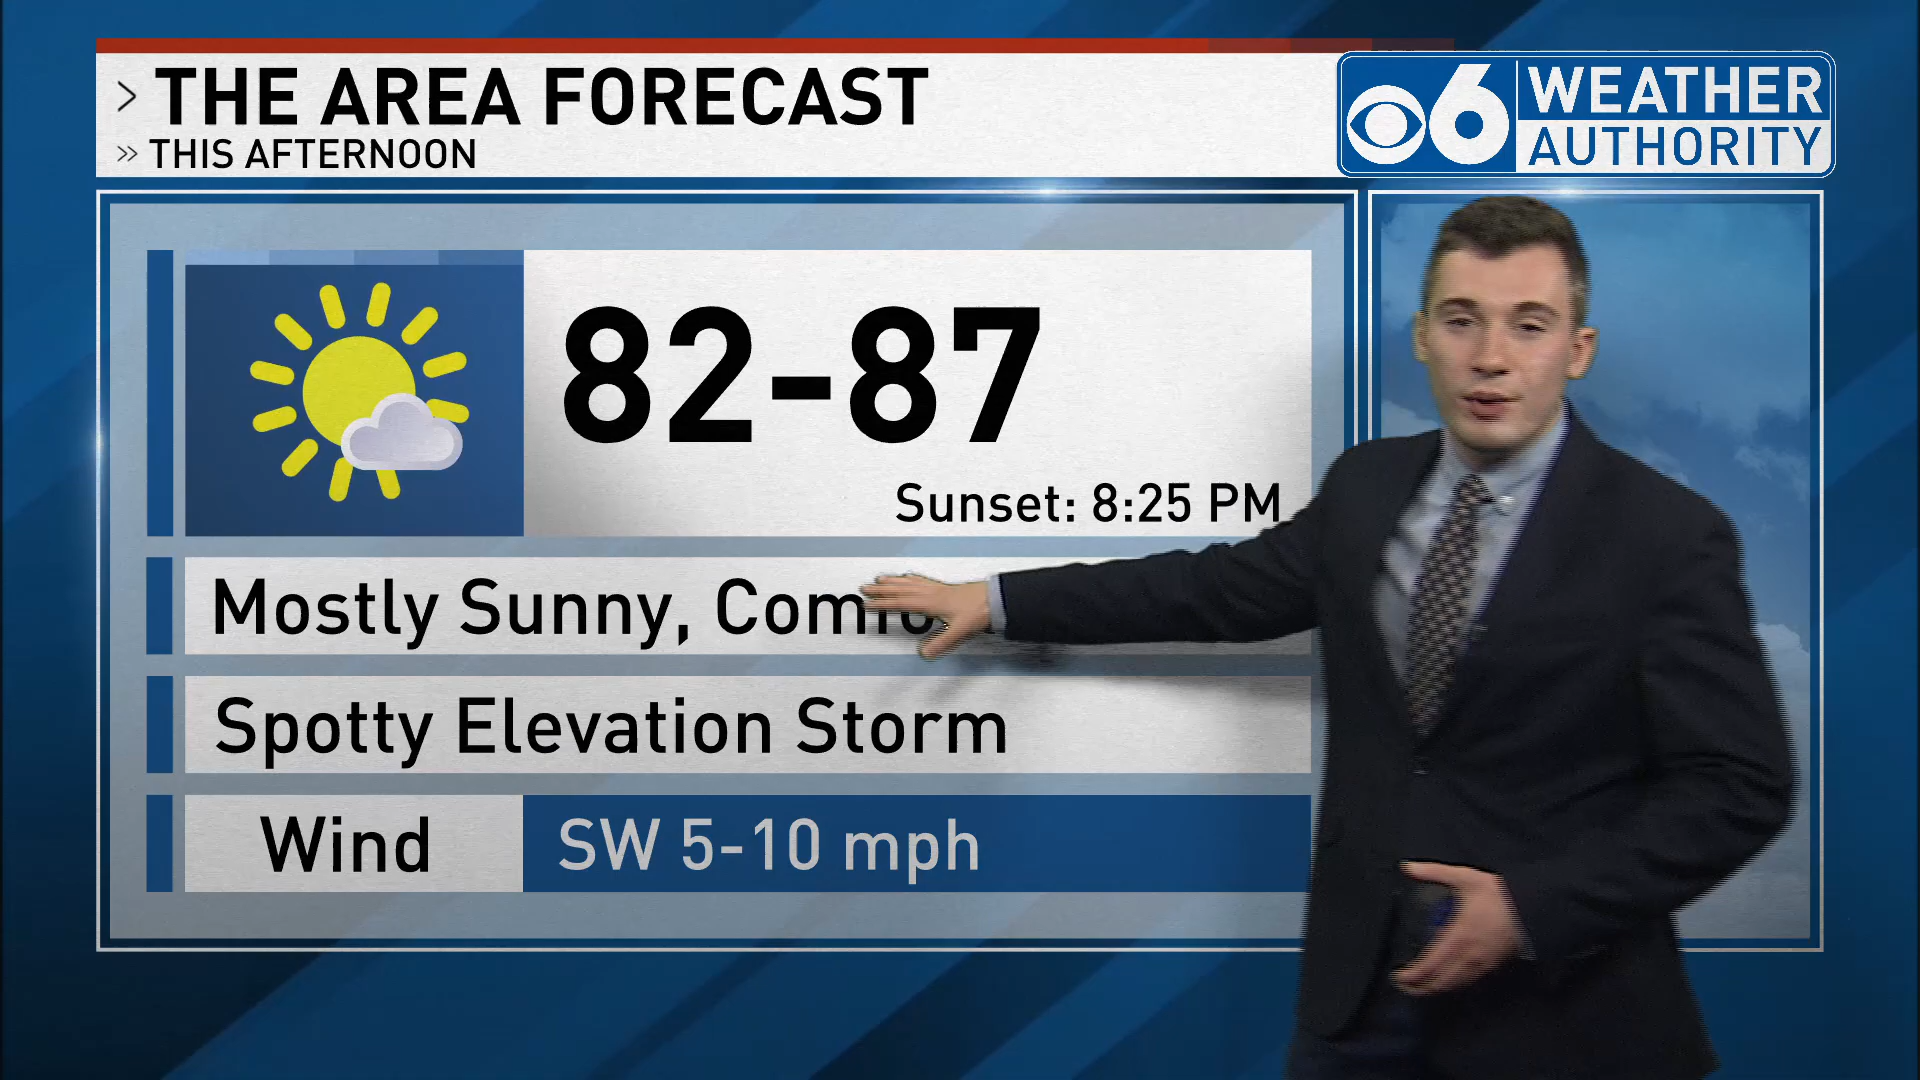 > THE AREA FORECAST
» THIS AFTERNOON
6 WEATHER
AUTHORITY
82-87
Sunset: 8:25 PM
Mostly Sunny,
Spotty Elevation Storm
Wind SW 5-10 mph